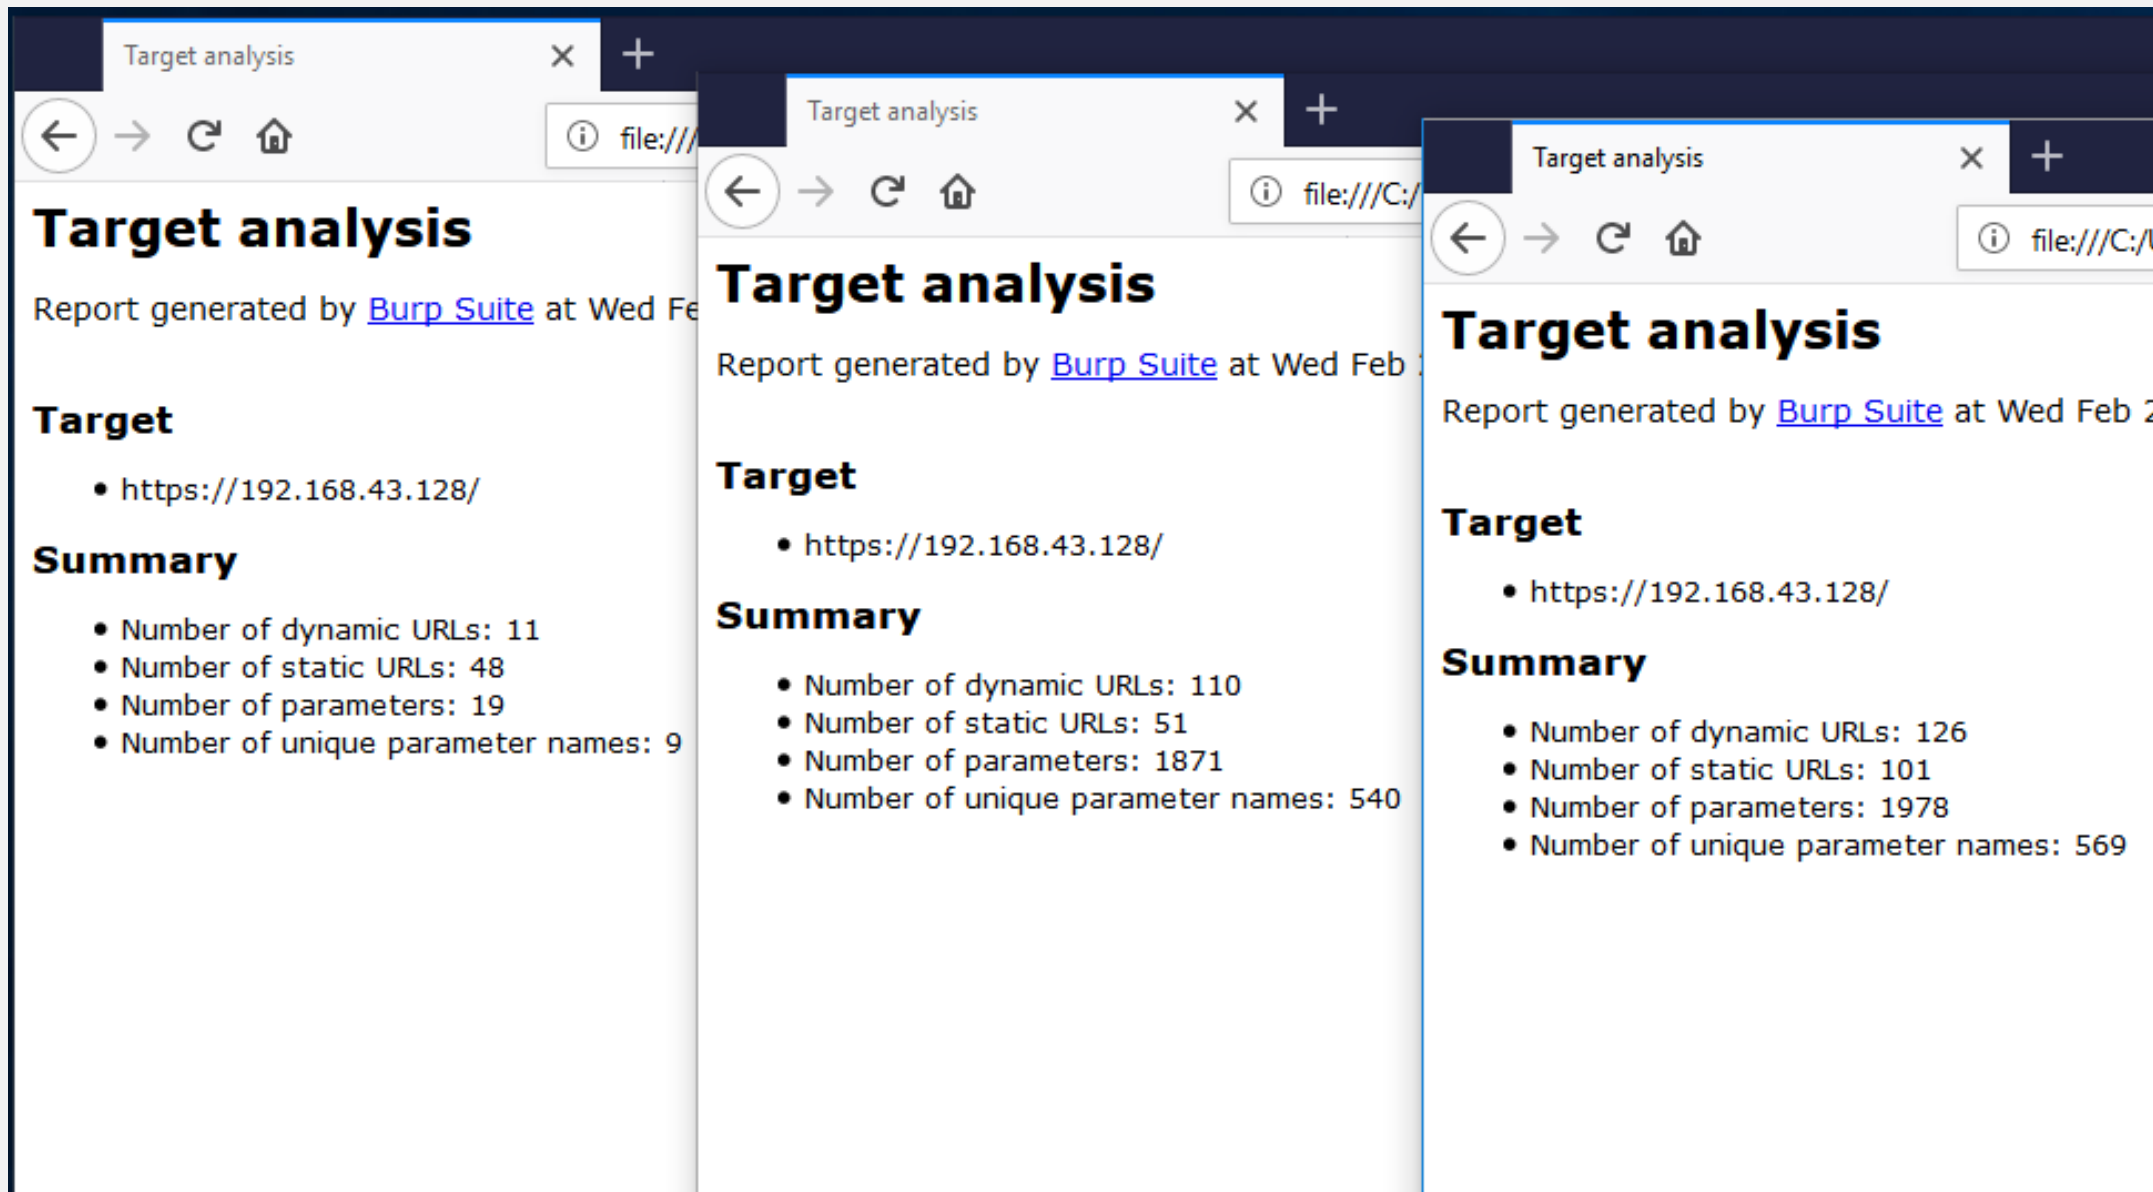 Target analysis
file:///
Target analysis
Report generated by Burp Suite at Wed Fe
Target
https://192.168.43.128/
Summary
Number of dynamic URLs: 11
Number of static URLs: 48
Number of parameters: 19
Number of unique parameter names: 9
Target analysis
file:///C:/
Target analysis
Report generated by Burp Suite at Wed Feb
Target
https://192.168.43.128/
Summary
Number of dynamic URLs: 110
Number of static URLs: 51
Number of parameters: 1871
Number of unique parameter names: 540
Target analysis
file:///C:/U
Target analysis
Report generated by Burp Suite at Wed Feb 2
Target
https://192.168.43.128/
Summary
Number of dynamic URLs: 126
Number of static URLs: 101
Number of parameters: 1978
Number of unique parameter names: 569